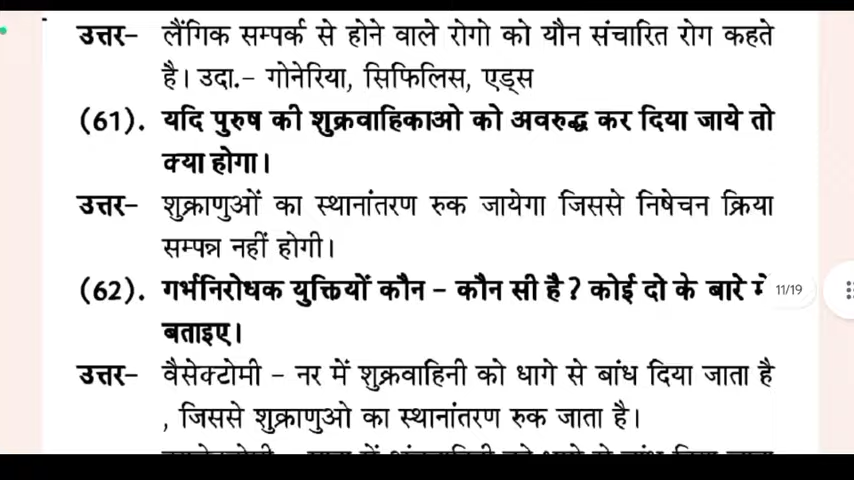 उत्तर– लैंगिक सम्पर्क से होने वाले रोगो को यौन संचारित रोग कहते
है। उदा.– गोनेरिया, सिफिलिस, एड्स
(61). यदि पुरुष की शुक्रवाहिकाओ को अवरुद्ध कर दिया जाये तो
क्या होगा।
उत्तर– शुक्राणुओं का स्थानांतरण रुक जायेगा जिससे निषेचन क्रिया
सम्पन्न नहीं होगी।
(62). गर्भनिरोधक युक्तियों कौन – कौन सी है? कोई दो के बारे में
11/19
बताइए।
उत्तर– वैसेक्टोमी – नर में शुक्रवाहिनी को धागे से बांध दिया जाता है
, जिससे शुक्राणुओ का स्थानांतरण रुक जाता है।